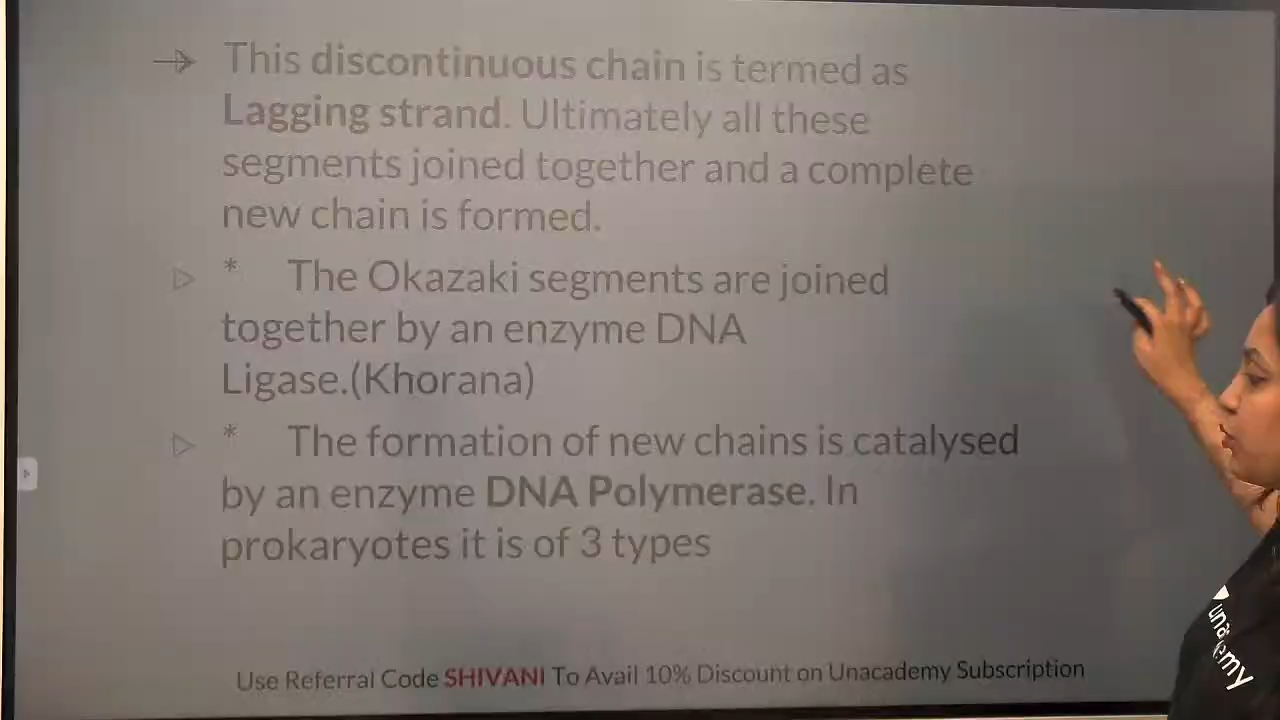 This discontinuous chain is termed as
Lagging strand. Ultimately all these
segments joined together and a complete
new chain is formed.
* The Okazaki segments are joined
together by an enzyme DNA
Ligase.(Khorana)
* The formation of new chains is catalysed
by an enzyme DNA Polymerase. In
prokaryotes it is of 3 types
Use Referral Code SHIVANI To Avail 10% Discount on Unacademy Subscription
unacademy